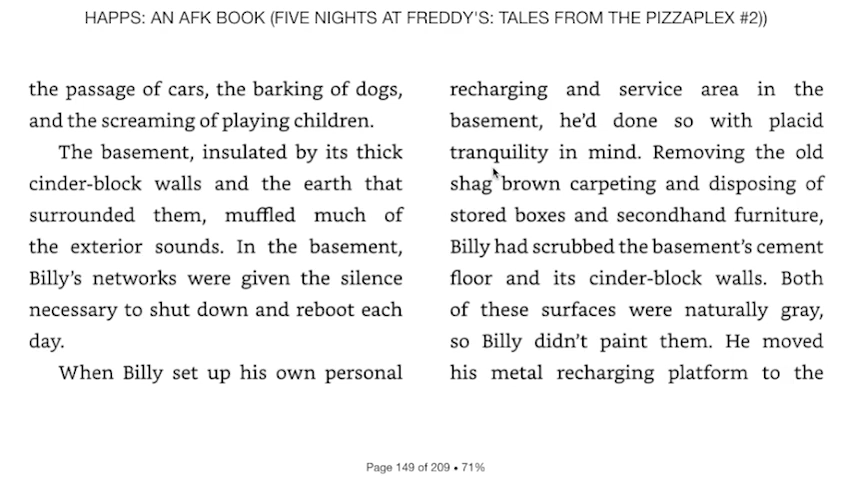 HAPPS: AN AFK BOOK (FIVE NIGHTS AT FREDDY'S: TALES FROM THE PIZZAPLEX #2))
the passage of cars, the barking of dogs,
and the screaming of playing children.
The basement, insulated by its thick
cinder-block walls and the earth that
surrounded them, muffled much of
the exterior sounds. In the basement,
Billy’s networks were given the silence
necessary to shut down and reboot each
day.
When Billy set up his own personal
recharging and service area in the
basement, he’d done so with placid
tranquility in mind. Removing the old
shag brown carpeting and disposing of
stored boxes and secondhand furniture,
Billy had scrubbed the basement’s cement
floor and its cinder-block walls. Both
of these surfaces were naturally gray,
so Billy didn’t paint them. He moved
his metal recharging platform to the
Page 149 of 209 • 71%